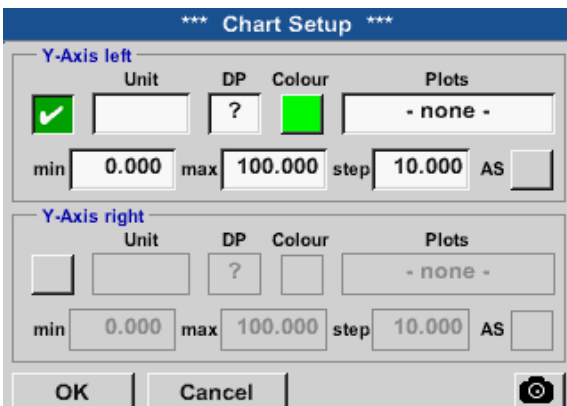 *** Chart Setup ***
Y-Axis left
Unit DP Colour Plots
? - none -
min 0.000 max 100.000 step 10.000 AS
Y-Axis right
Unit DP Colour Plots
? - none -
min 0.000 max 100.000 step 10.000 AS
OK Cancel